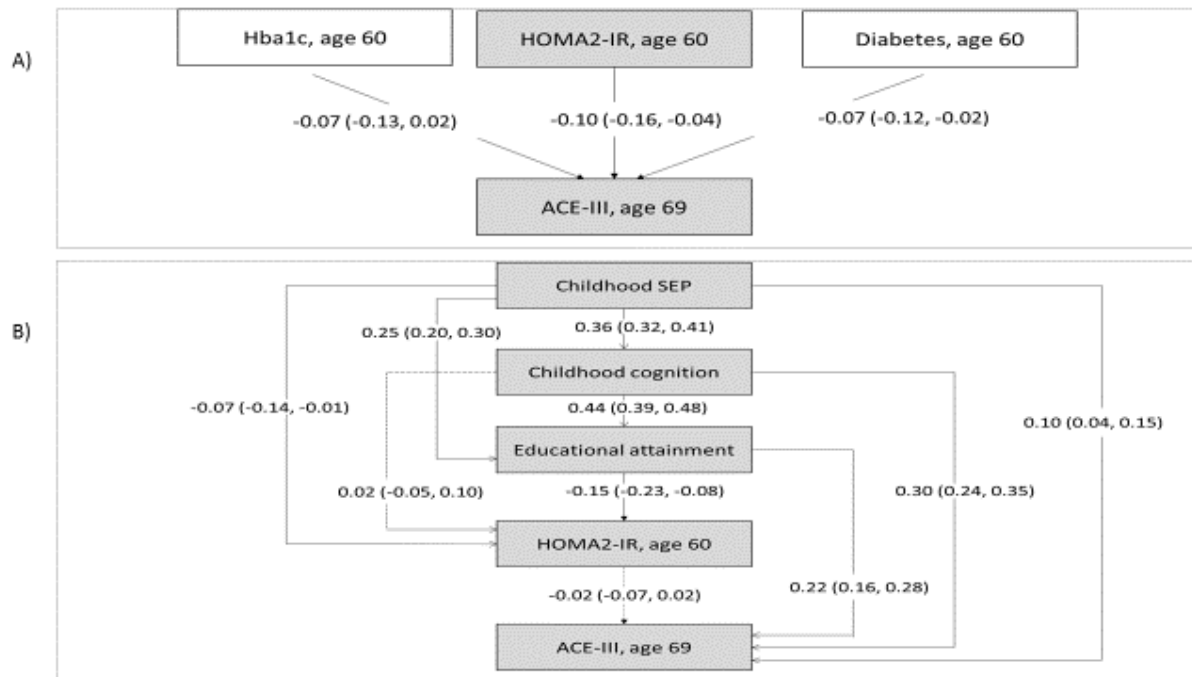 A)
Hba1c, age 60
HOMA2-IR, age 60
Diabetes, age 60
-0.07 (-0.13, 0.02)
-0.10 (-0.16, -0.04)
-0.07 (-0.12, -0.02)
ACE-III, age 69
B)
Childhood SEP
0.25 (0.20, 0.30)
0.36 (0.32, 0.41)
Childhood cognition
-0.07 (-0.14, -0.01)
0.44 (0.39, 0.48)
0.10 (0.04, 0.15)
Educational attainment
0.02 (-0.05, 0.10)
-0.15 (-0.23, -0.08)
0.30 (0.24, 0.35)
HOMA2-IR, age 60
-0.02 (-0.07, 0.02)
0.22 (0.16, 0.28)
ACE-III, age 69